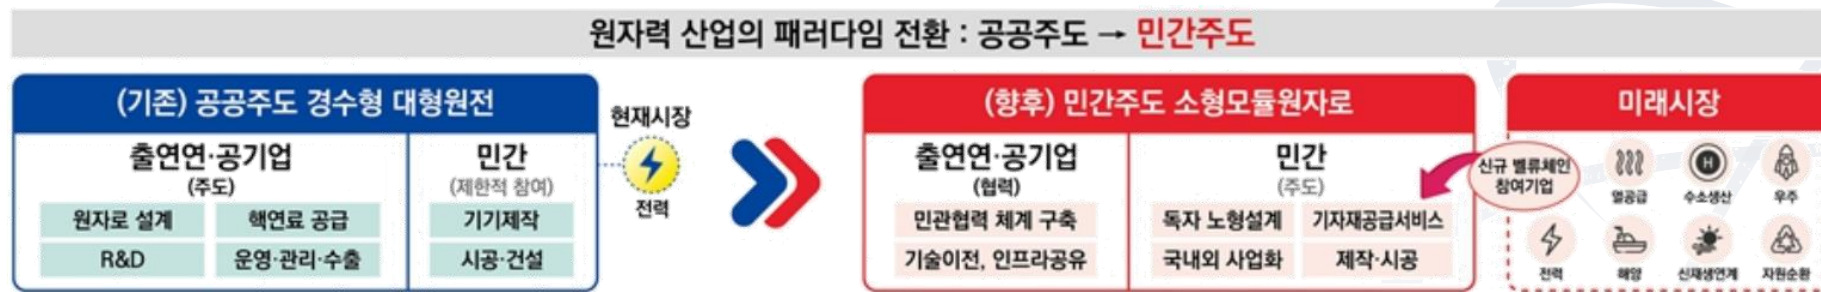 원자력 산업의 패러다임 전환 : 공공주도 → 민간주도
(기존) 공공주도 경수형 대형원전
출연연·공기업
(주도)
원자로 설계
핵연료 공급
R&D
운영·관리·수출
민간
(제한적 참여)
기기제작
시공·건설
현재시장
전력
(향후) 민간주도 소형모듈원자로
출연연·공기업
(협력)
민관협력 체계 구축
기술이전, 인프라공유
민간
(주도)
독자 노형설계
기자재공급서비스
국내외 사업화
제작·시공
신규 밸류체인
참여기업
미래시장
열공급
H
수소생산
우주
전력
해양
신재생연계
자원순환